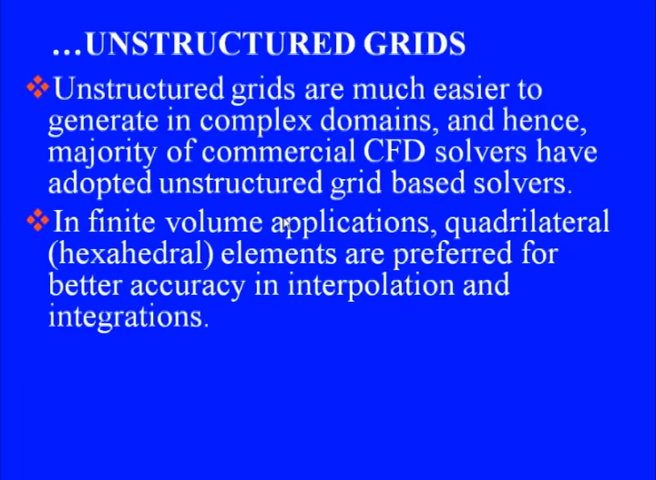 ...UNSTRUCTURED GRIDS
Unstructured grids are much easier to
generate in complex domains, and hence,
majority of commercial CFD solvers have
adopted unstructured grid based solvers.
In finite volume applications, quadrilateral
(hexahedral) elements are preferred for
better accuracy in interpolation and
integrations.